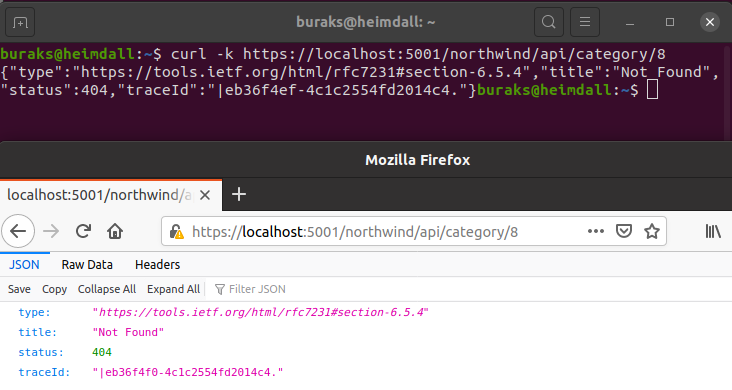 buraks@heimdall: ~
buraks@heimdall:~$ curl -k https://localhost:5001/northwind/api/category/8
{"type":"https://tools.ietf.org/html/rfc7231#section-6.5.4","title":"Not Found",
"status":404,"traceId":"|eb36f4ef-4c1c2554fd2014c4."}buraks@heimdall:~$
Mozilla Firefox
localhost:5001/northwind/a
https://localhost:5001/northwind/api/category/8
JSON Raw Data Headers
Save Copy Collapse All Expand All Filter JSON
type: "https://tools.ietf.org/html/rfc7231#section-6.5.4"
title: "Not Found"
status: 404
traceId: "|eb36f4f0-4c1c2554fd2014c4."